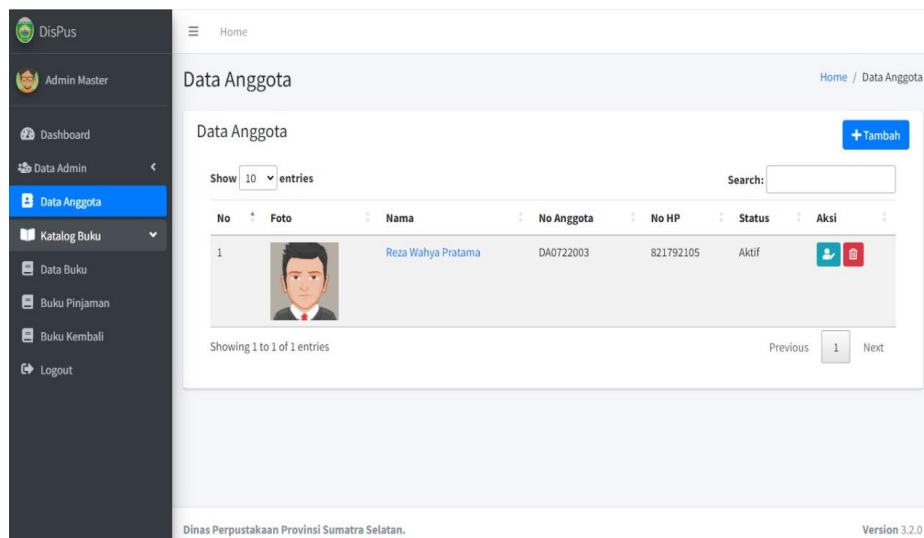 DisPus
Home
Admin Master
Data Anggota
Home / Data Anggota
Dashboard
Data Admin
Data Anggota
Katalog Buku
Data Buku
Buku Pinjaman
Buku Kembali
Logout
Data Anggota
+ Tambah
Show 10 entries
Search:
No Foto Nama No Anggota No HP Status Aksi
1 Reza Wahya Pratama DA0722003 821792105 Aktif
Showing 1 to 1 of 1 entries
Previous 1 Next
Dinas Perpustakaan Provinsi Sumatra Selatan.
Version 3.2.0